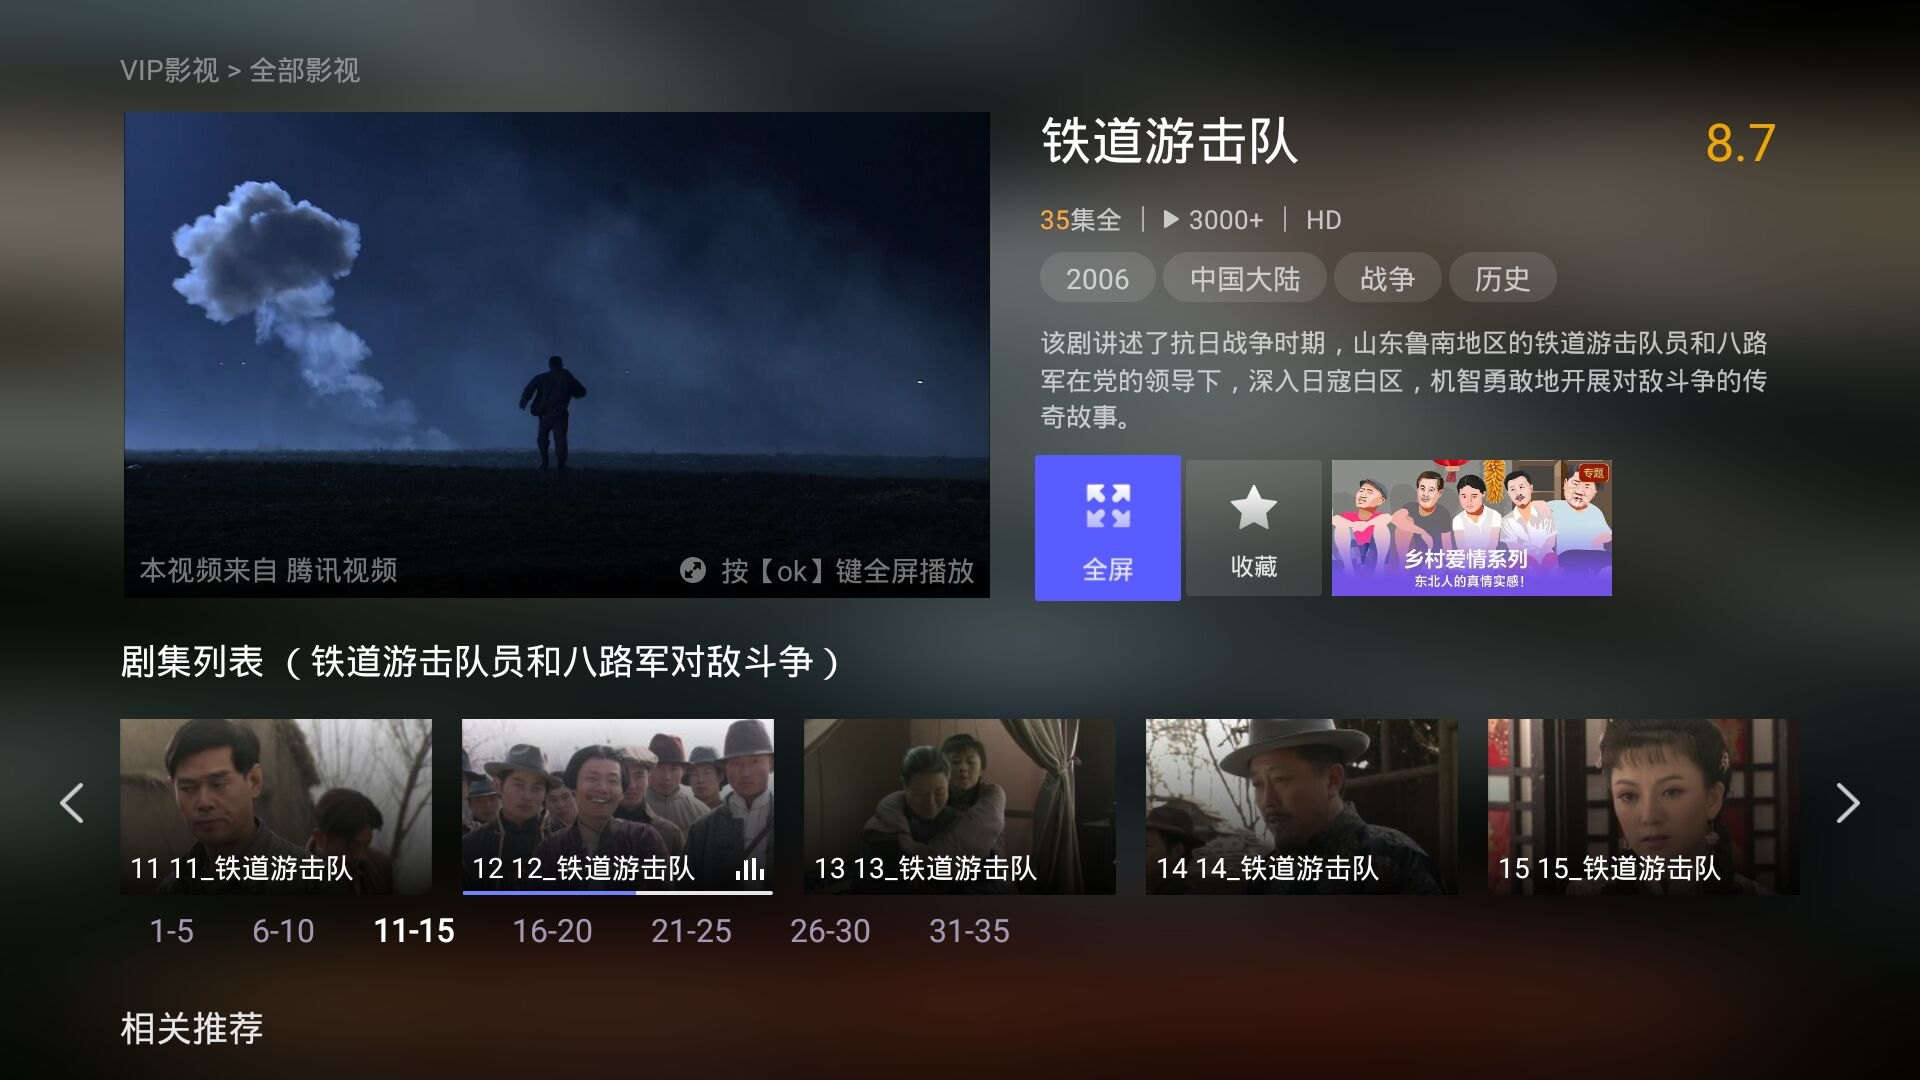 VIP影视 > 全部影视
铁道游击队
8.7
35集全 | 3000+ | HD
2006 中国大陆 战争 历史
该剧讲述了抗日战争时期，山东鲁南地区的铁道游击队员和八路
军在党的领导下，深入日寇白区，机智勇敢地开展对敌斗争的传
奇故事。
本视频来自 腾讯视频
按【ok】键全屏播放
全屏
收藏
专题
乡村爱情系列
东北人的真情实感！
剧集列表 （铁道游击队员和八路军对敌斗争）
11 11_铁道游击队
12 12_铁道游击队
13 13_铁道游击队
14 14_铁道游击队
15 15_铁道游击队
1-5 6-10 11-15 16-20 21-25 26-30 31-35
相关推荐